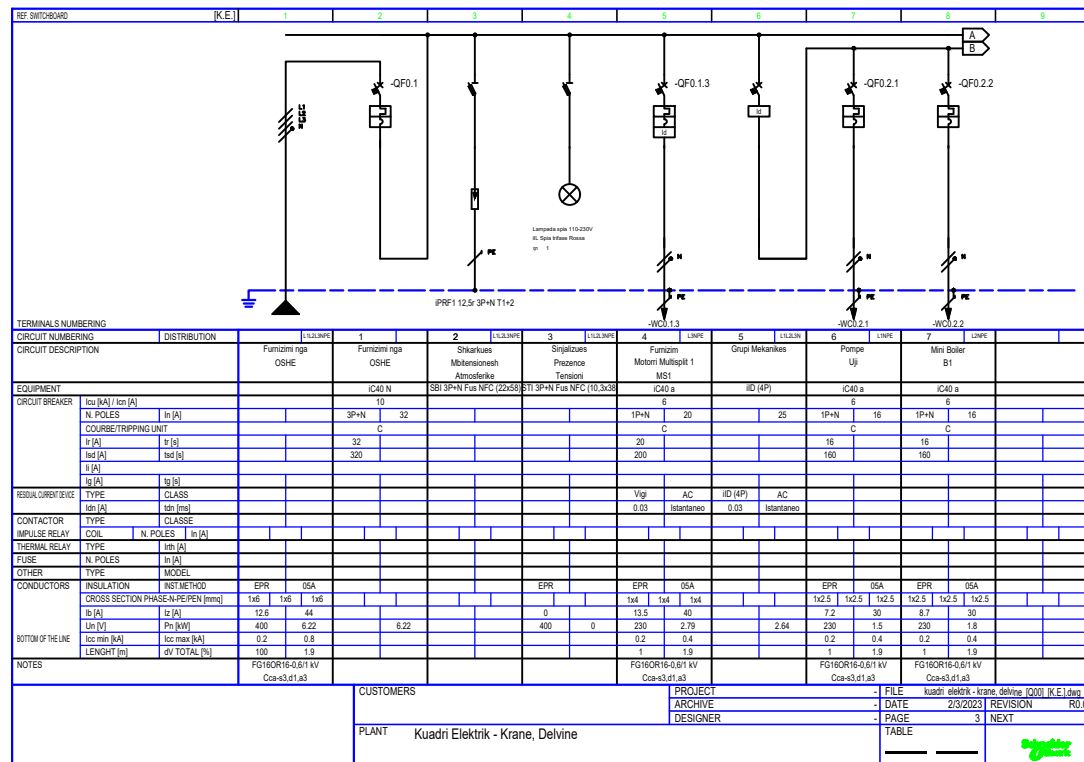 REF. SWITCHBOARD [K.E.] 1 2 3 4 5 6 7 8 9
A
B
-QF0.1 -QF0.1.3 -QF0.2.1 -QF0.2.2
N
Id Id
Lampada spia 110-230V
iIL Spia trifase Rossa
qn 1
PE N N N
iPRF1 12,5r 3P+N T1+2 PE PE PE
TERMINALS NUMBERING -WC0.1.3 -WC0.2.1 -WC0.2.2
CIRCUIT NUMBERING DISTRIBUTION L1L2L3NPE 1 2 L1L2L3NPE 3 L1L2L3NPE 4 L3NPE 5 L1L2L3N 6 L1NPE 7 L2NPE
CIRCUIT DESCRIPTION Furnizimi nga Furnizimi nga Shkarkues Sinjalizues Furnizim Grupi Mekanikes Pompe Mini Boiler
OSHE OSHE Mbitensionesh Prezence Motorri Multisplit 1 Uji B1
Atmosferike Tensioni MS1
EQUIPMENT iC40 N SBI 3P+N Fus NFC (22x58) STI 3P+N Fus NFC (10,3x38 iC40 a iID (4P) iC40 a iC40 a
CIRCUIT BREAKER Icu [kA] / Icn [A] 10 6 6 6
N. POLES In [A] 3P+N 32 1P+N 20 25 1P+N 16 1P+N 16
COURBE/TRIPPING UNIT C C C C
Ir [A] tr [s] 32 20 16 16
Isd [A] tsd [s] 320 200 160 160
Ii [A]
Ig [A] tg [s]
RESIDUAL CURRENT DEVICE TYPE CLASS Vigi AC iID (4P) AC
Idn [A] tdn [ms] 0.03 Istantaneo 0.03 Istantaneo
CONTACTOR TYPE CLASSE
IMPULSE RELAY COIL N. POLES In [A]
THERMAL RELAY TYPE Irth [A]
FUSE N. POLES In [A]
OTHER TYPE MODEL
CONDUCTORS INSULATION INST.METHOD EPR 05A EPR EPR 05A EPR 05A EPR 05A
CROSS SECTION PHASE-N-PE/PEN [mmq] 1x6 1x6 1x6 1x4 1x4 1x4 1x2.5 1x2.5 1x2.5 1x2.5 1x2.5 1x2.5
Ib [A] Iz [A] 12.6 44 0 13.5 40 7.2 30 8.7 30
Un [V] Pn [kW] 400 6.22 6.22 400 0 230 2.79 2.64 230 1.5 230 1.8
BOTTOM OF THE LINE Icc min [kA] Icc max [kA] 0.2 0.8 0.2 0.4 0.2 0.4 0.2 0.4
LENGHT [m] dV TOTAL [%] 100 1.9 1 1.9 1 1.9 1 1.9
NOTES FG16OR16-0,6/1 kV FG16OR16-0,6/1 kV FG16OR16-0,6/1 kV FG16OR16-0,6/1 kV
Cca-s3,d1,a3 Cca-s3,d1,a3 Cca-s3,d1,a3 Cca-s3,d1,a3
CUSTOMERS PROJECT - FILE kuadri elektrik - krane, delvine [Q00] [K.E.].dwg
ARCHIVE - DATE 2/3/2023 REVISION R0.
DESIGNER - PAGE 3 NEXT
PLANT Kuadri Elektrik - Krane, Delvine TABLE
Schneider Electric